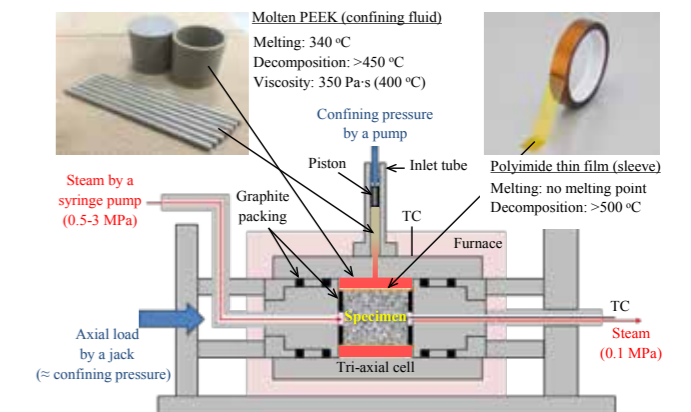 Molten PEEK (confining fluid)
Melting: 340 °C
Decomposition: >450 °C
Viscosity: 350 Pa·s (400 °C)
Confining pressure
by a pump
Piston
Inlet tube
Polyimide thin film (sleeve)
Melting: no melting point
Decomposition: >500 °C
Steam by a
syringe pump
(0.5-3 MPa)
Graphite
packing
TC
Furnace
Specimen
TC
Axial load
by a jack
(≈ confining pressure)
Steam
(0.1 MPa)
Tri-axial cell